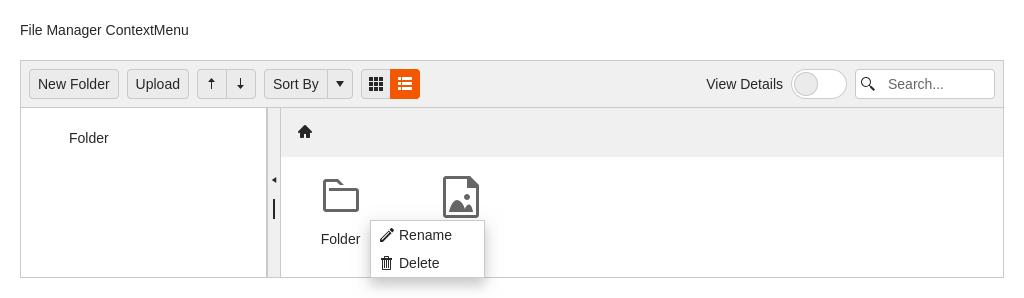 File Manager ContextMenu
New Folder Upload Sort By View Details Search...
Folder
Folder
Rename
Delete